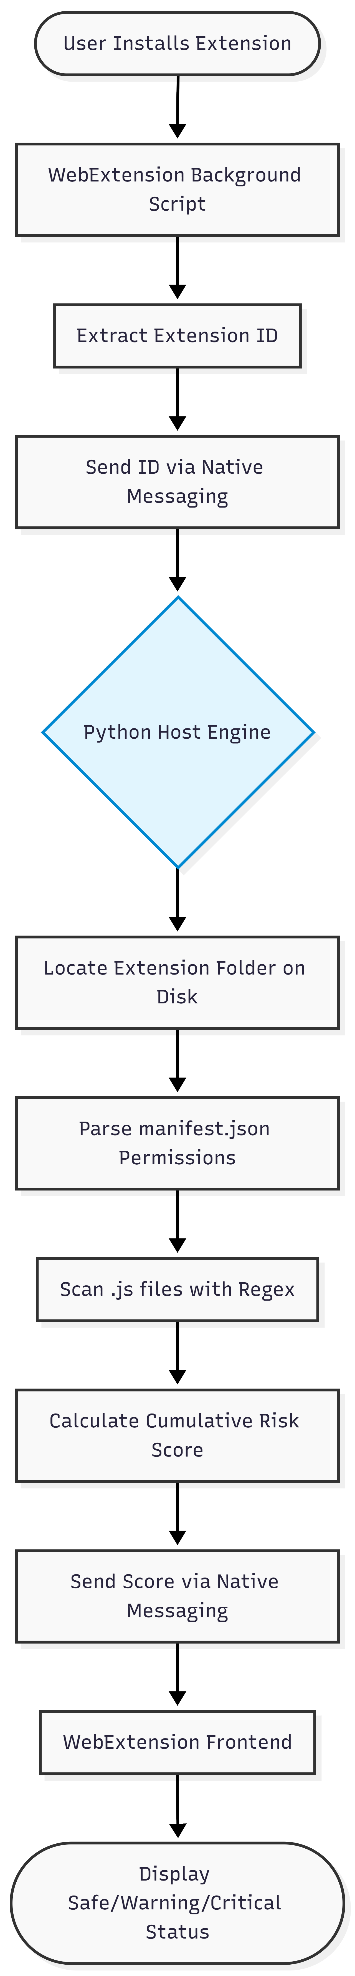 User Installs Extension
WebExtension Background
Script
Extract Extension ID
Send ID via Native
Messaging
Python Host Engine
Locate Extension Folder on
Disk
Parse manifest.json
Permissions
Scan .js files with Regex
Calculate Cumulative Risk
Score
Send Score via Native
Messaging
WebExtension Frontend
Display
Safe/Warning/Critical
Status